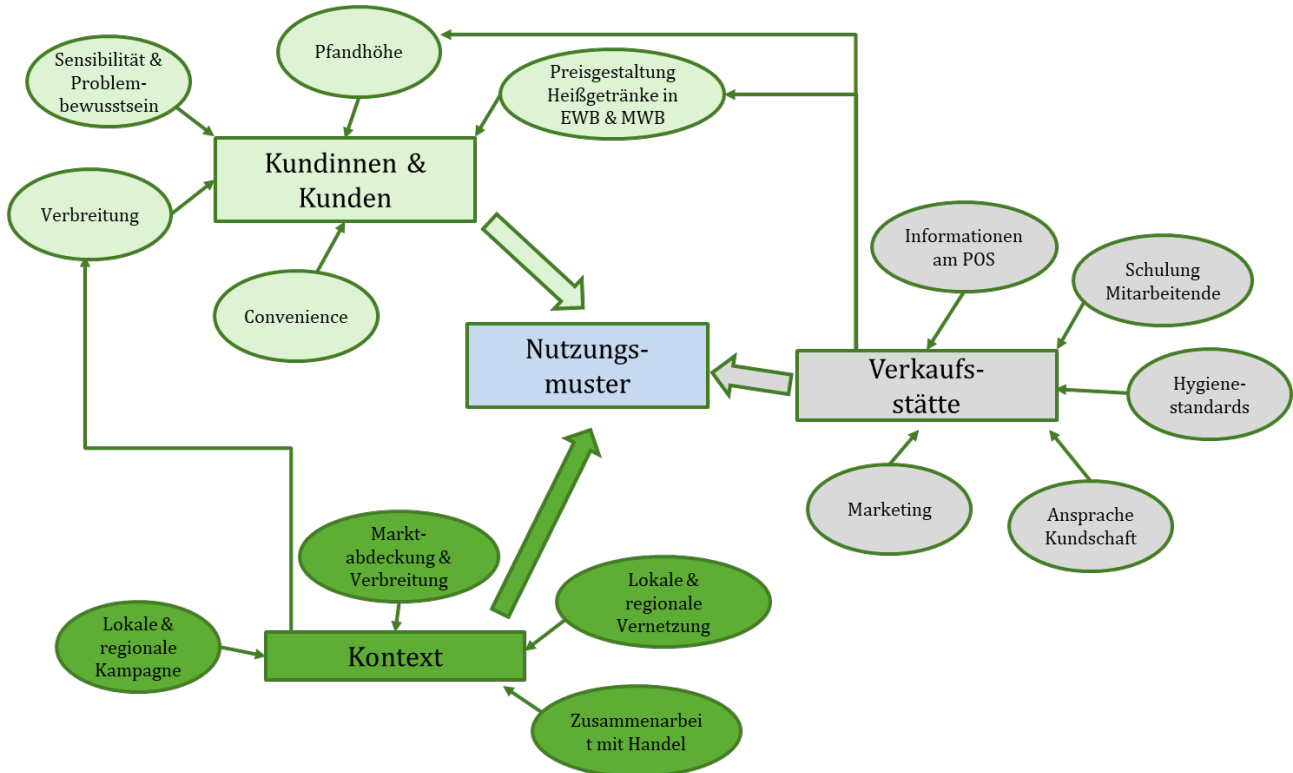 Sensibilität &
Problem-
bewusstsein
Pfandhöhe
Preisgestaltung
Heißgetränke in
EWB & MWB
Kundinnen &
Kunden
Verbreitung
Convenience
Informationen
am POS
Schulung
Mitarbeitende
Nutzungs-
muster
Verkaufs-
stätte
Hygiene-
standards
Marketing
Ansprache
Kundschaft
Markt-
abdeckung &
Verbreitung
Lokale &
regionale
Vernetzung
Lokale &
regionale
Kampagne
Kontext
Zusammenarbei
t mit Handel